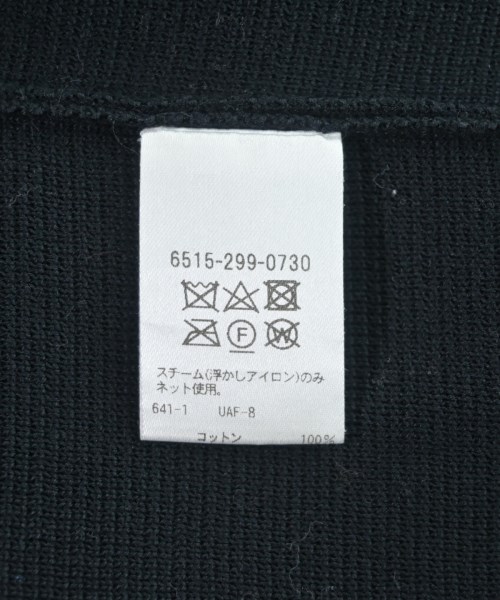 6515-299-0730
F W
スチーム(浮かしアイロン)のみ
ネット使用。
641-1 UAF-8
コットン 100%